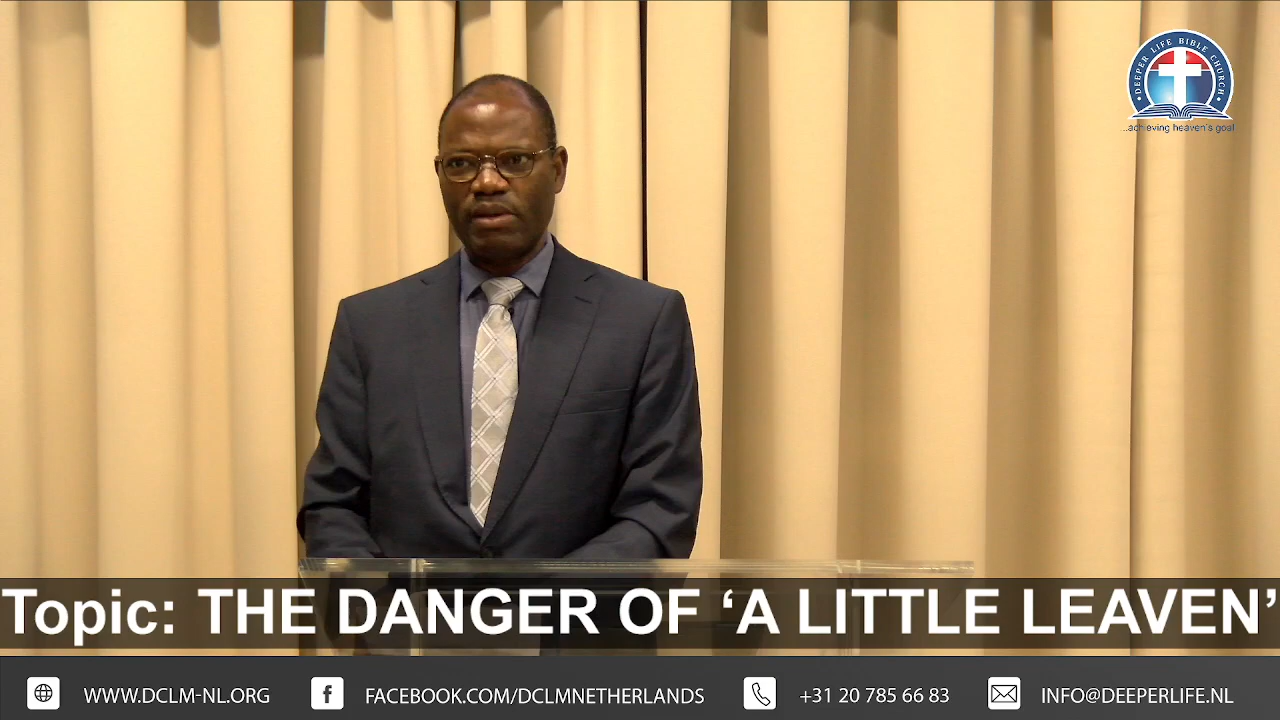 DEEPER LIFE BIBLE CHURCH
...achieving heaven's goal
Topic: THE DANGER OF ‘A LITTLE LEAVEN’
WWW.DCLM-NL.ORG
FACEBOOK.COM/DCLMNETHERLANDS
+31 20 785 66 83
INFO@DEEPERLIFE.NL